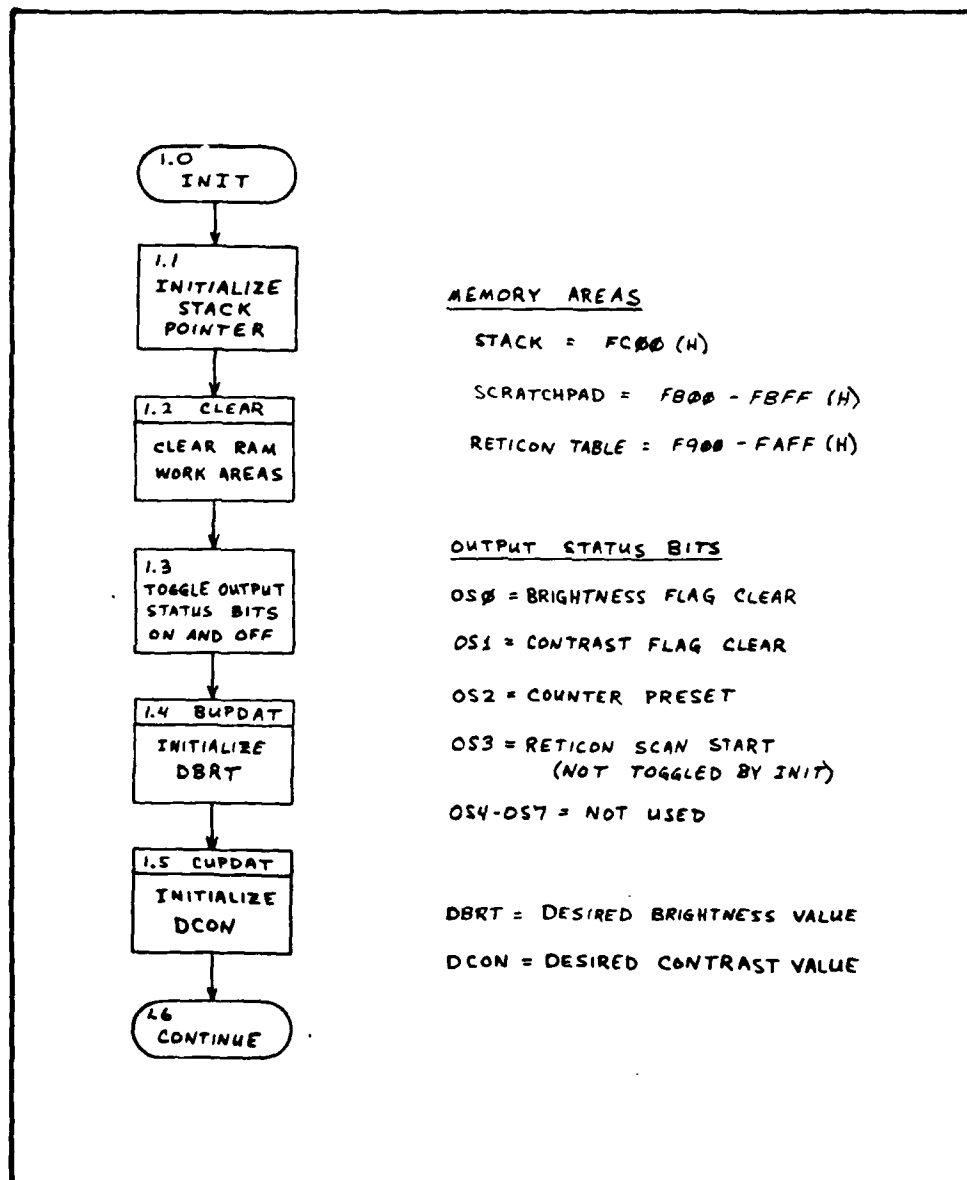 1.0
INIT
1.1
INITIALIZE
STACK
POINTER
1.2 CLEAR
CLEAR RAM
WORK AREAS
1.3
TOGGLE OUTPUT
STATUS BITS
ON AND OFF
1.4 BUPDAT
INITIALIZE
DBRT
1.5 CUPDAT
INITIALIZE
DCON
1.6
CONTINUE
MEMORY AREAS
STACK = FCØØ (H)
SCRATCHPAD = FBØØ - FBFF (H)
RETICON TABLE = F9ØØ - FAFF (H)
OUTPUT STATUS BITS
OSØ = BRIGHTNESS FLAG CLEAR
OS1 = CONTRAST FLAG CLEAR
OS2 = COUNTER PRESET
OS3 = RETICON SCAN START
(NOT TOGGLED BY INIT)
OS4-OS7 = NOT USED
DBRT = DESIRED BRIGHTNESS VALUE
DCON = DESIRED CONTRAST VALUE